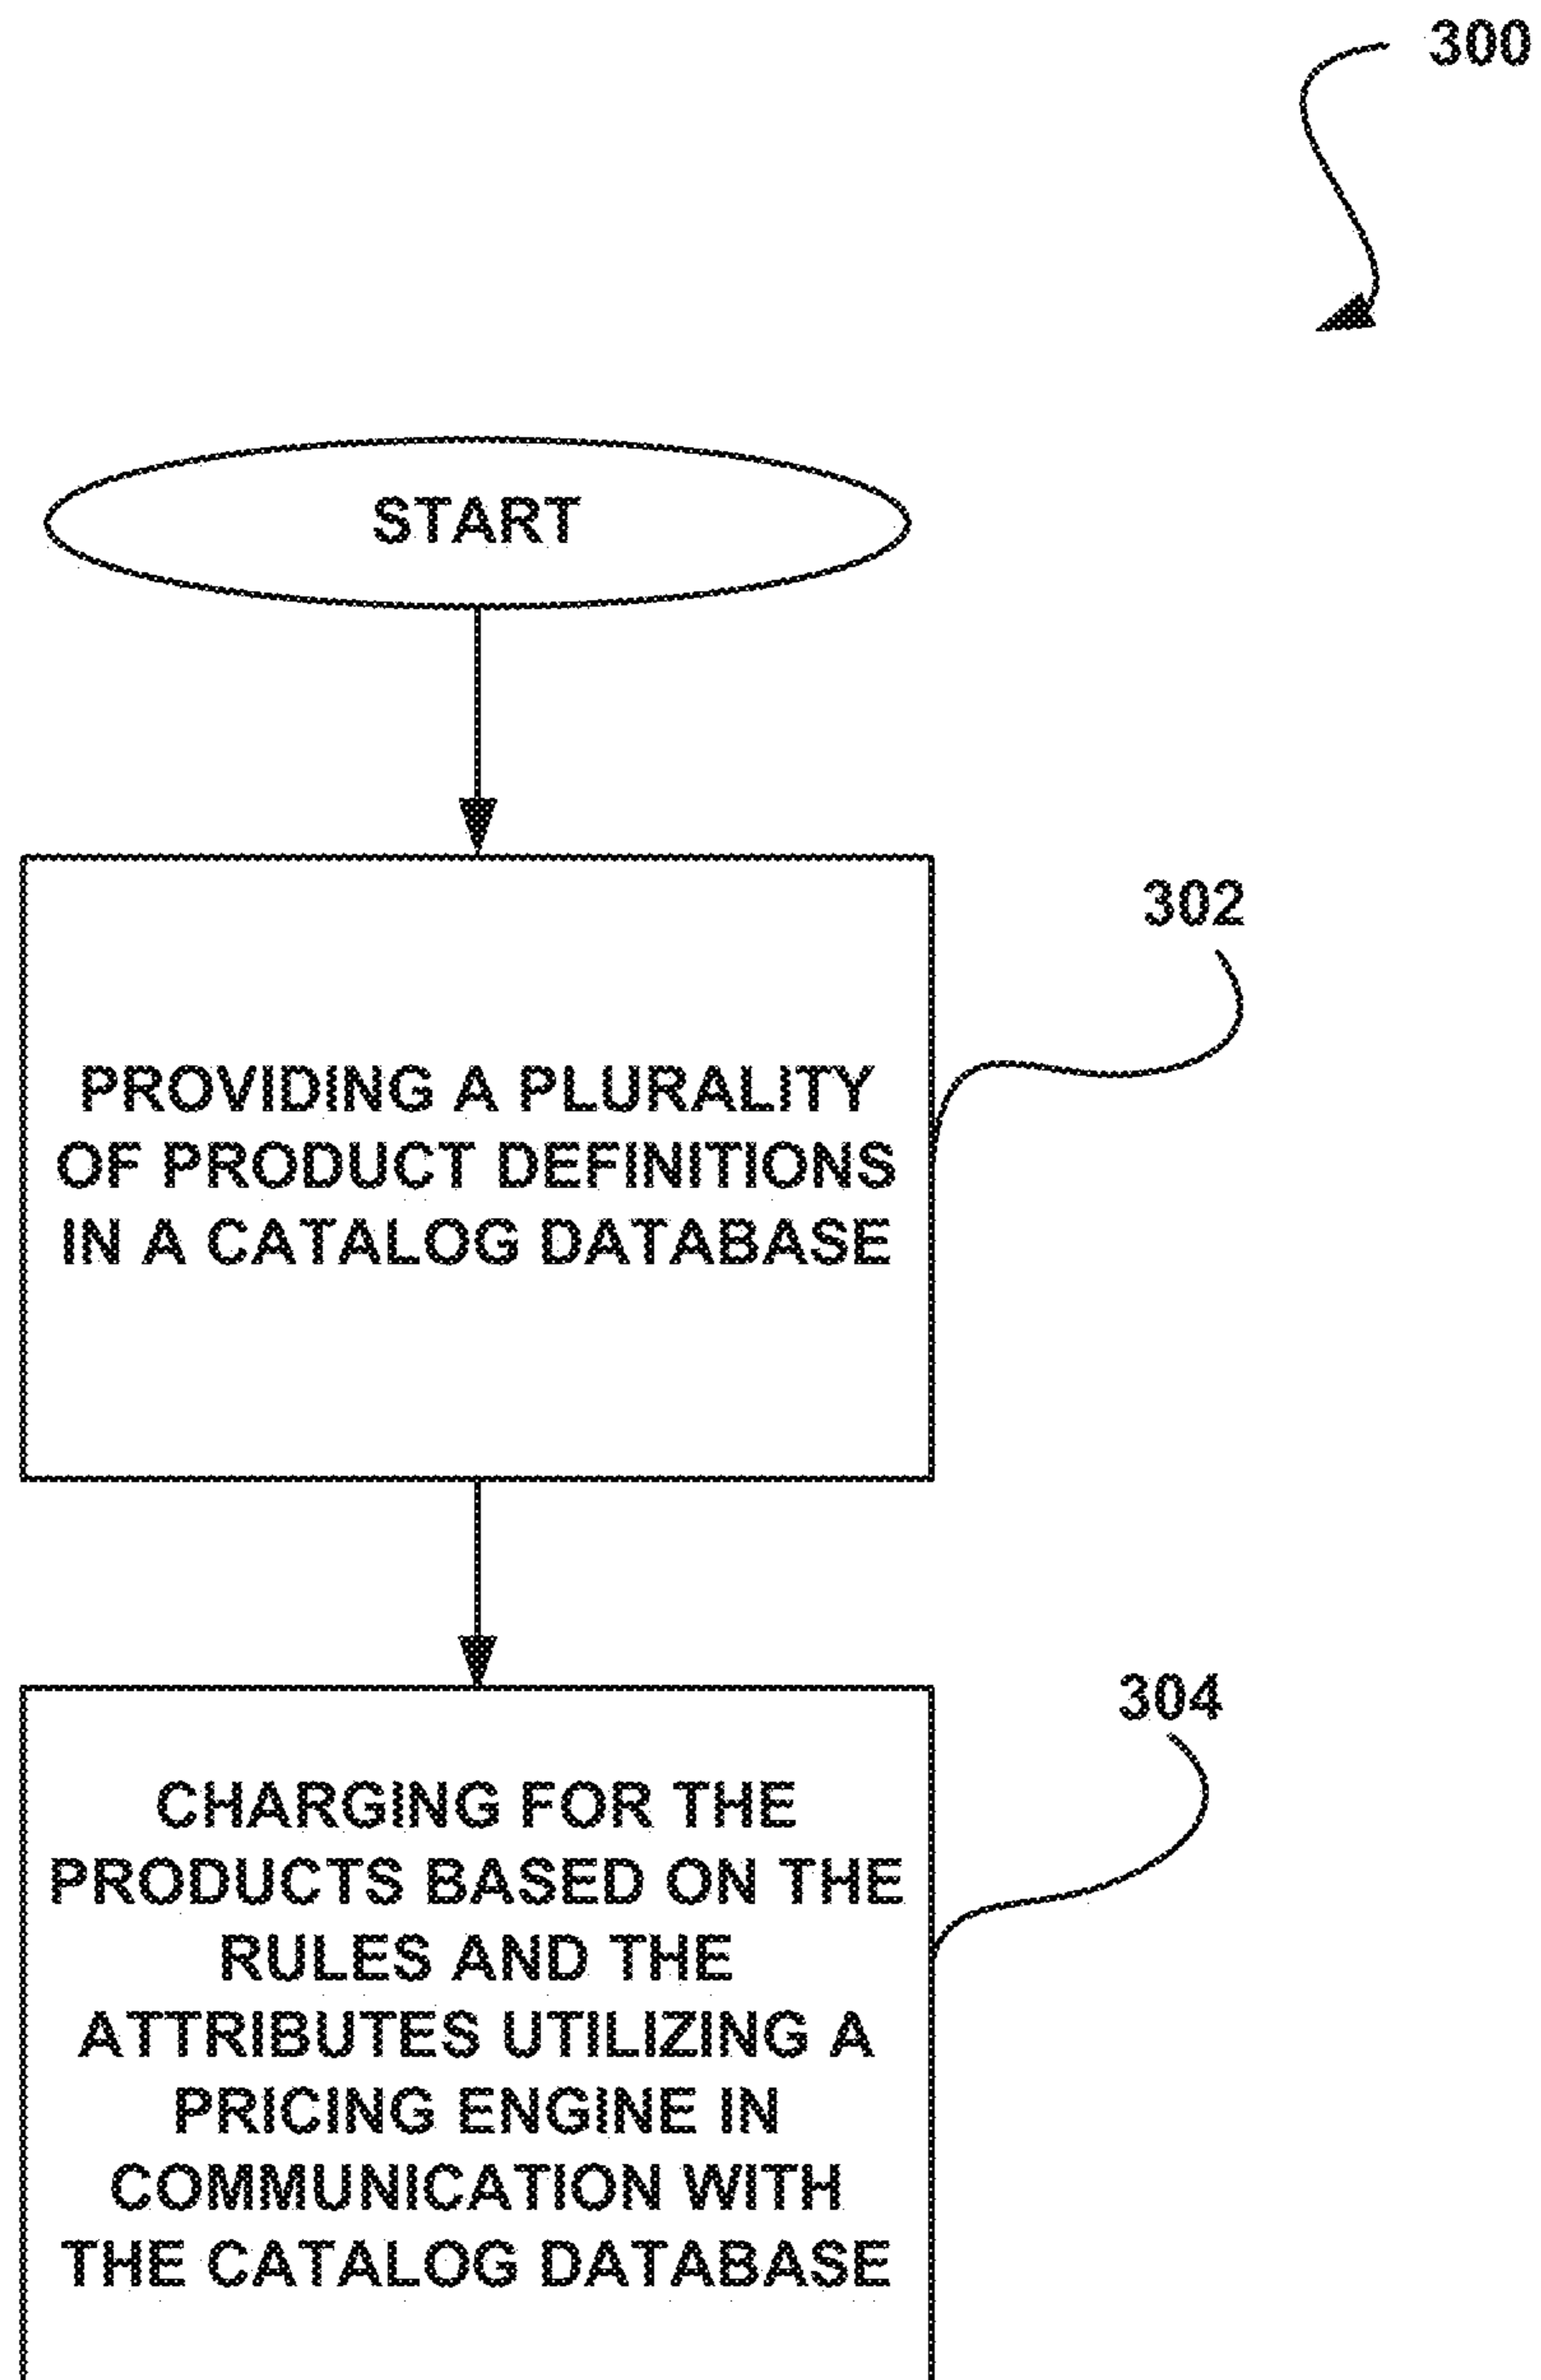 300
START
302
PROVIDING A PLURALITY
OF PRODUCT DEFINITIONS
IN A CATALOG DATABASE
304
CHARGING FOR THE
PRODUCTS BASED ON THE
RULES AND THE
ATTRIBUTES UTILIZING A
PRICING ENGINE IN
COMMUNICATION WITH
THE CATALOG DATABASE